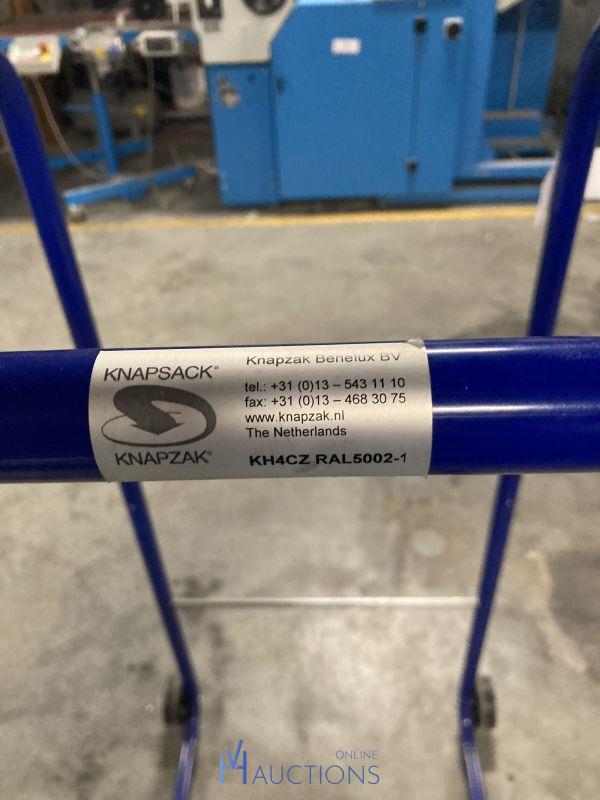 KNAPSACK®
KNAPZAK®
Knapzak Benelux BV
tel.: +31 (0)13 – 543 11 10
fax: +31 (0)13 – 468 30 75
www.knapzak.nl
The Netherlands
KH4CZ RAL5002-1
ONLINE
V4 AUCTIONS